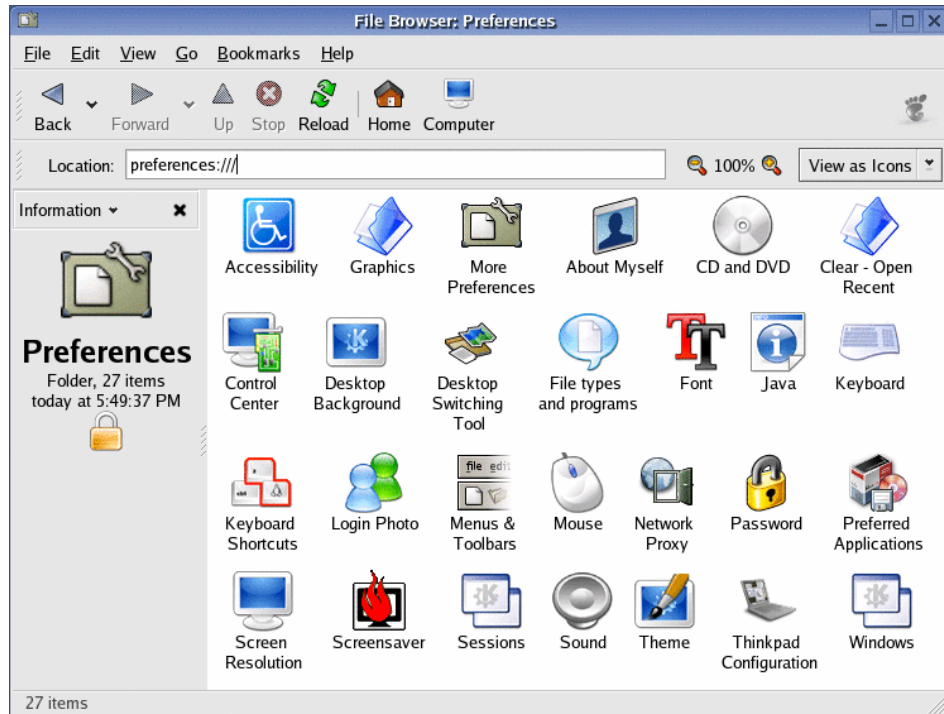 File Browser: Preferences
File Edit View Go Bookmarks Help
Back Forward Up Stop Reload Home Computer
Location: preferences:/// 100% View as Icons
Information
Preferences
Folder, 27 items
today at 5:49:37 PM
Accessibility Graphics More Preferences About Myself CD and DVD Clear - Open Recent
Control Center Desktop Background Desktop Switching Tool File types and programs Font Java Keyboard
file edit
Keyboard Shortcuts Login Photo Menus & Toolbars Mouse Network Proxy Password Preferred Applications
Screen Resolution Screensaver Sessions Sound Theme Thinkpad Configuration Windows
27 items